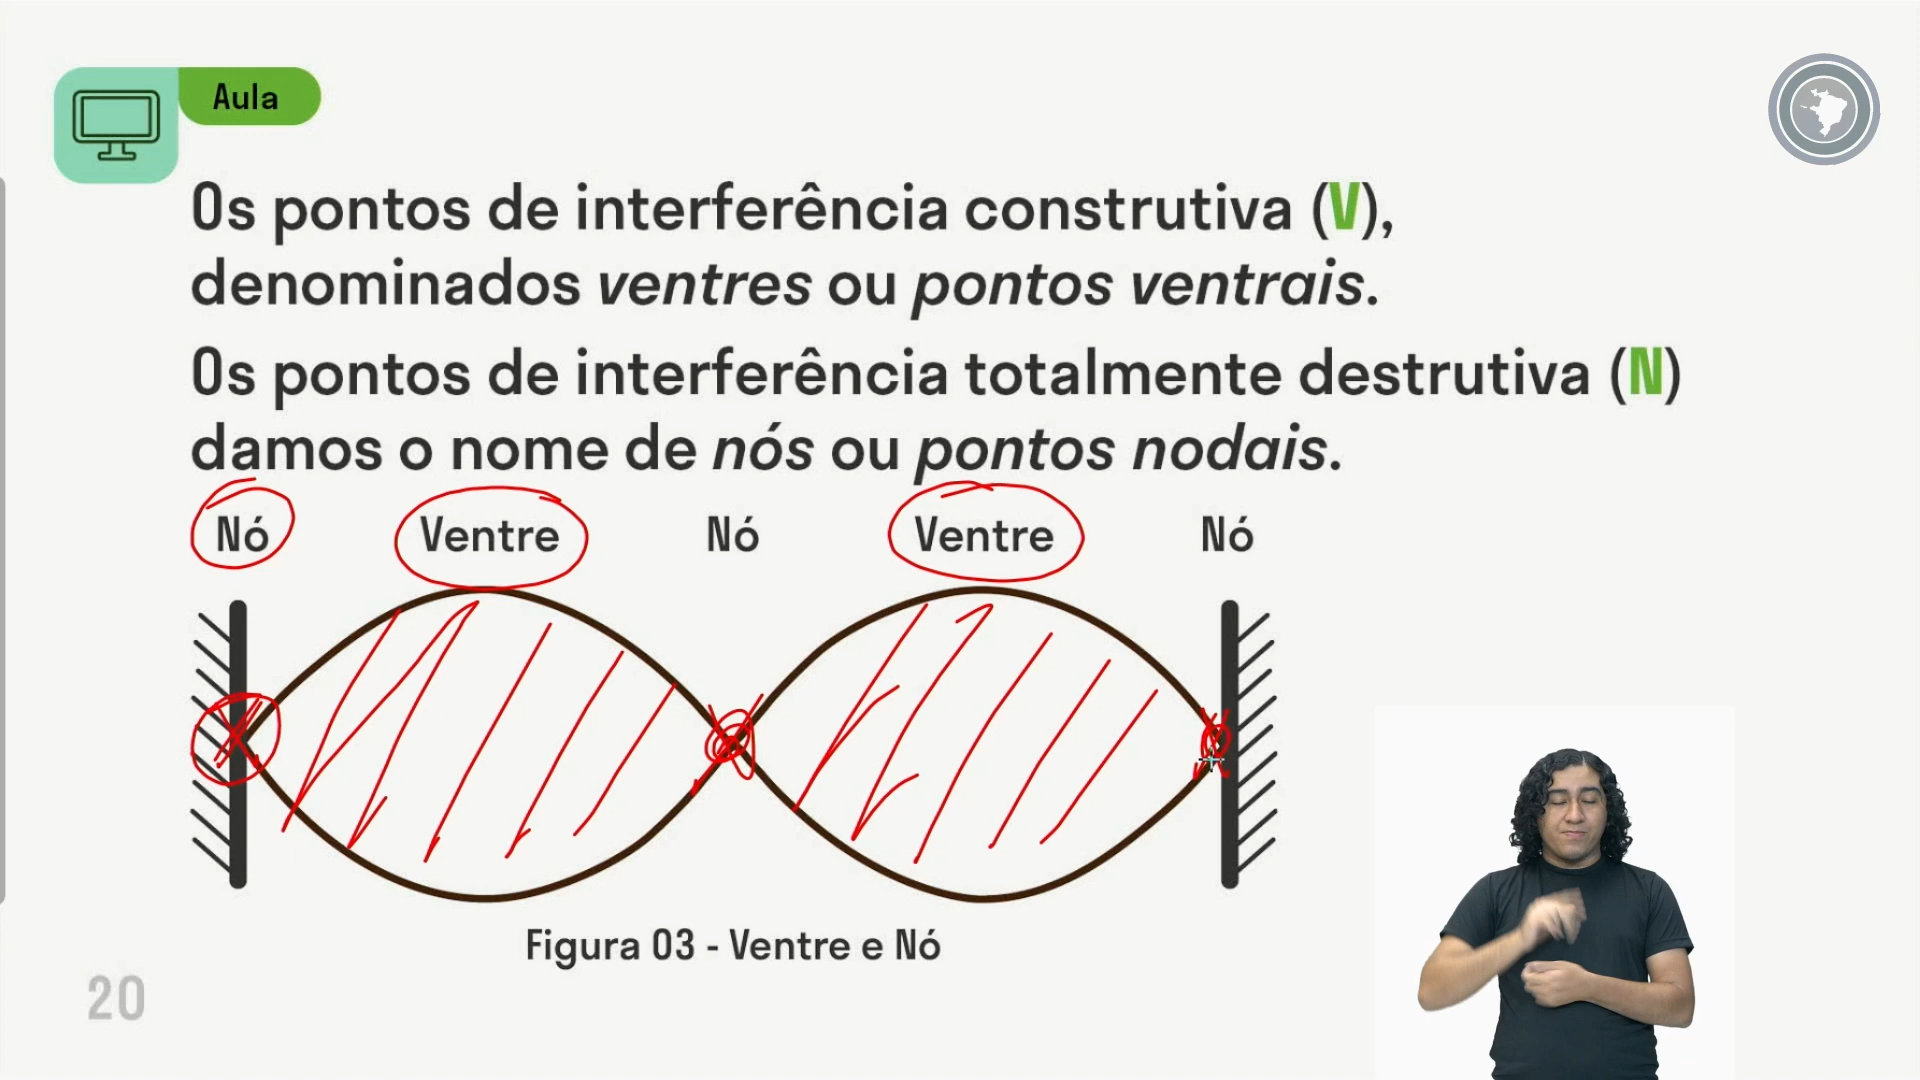 Aula
Os pontos de interferência construtiva (V),
denominados ventres ou pontos ventrais.
Os pontos de interferência totalmente destrutiva (N)
damos o nome de nós ou pontos nodais.
Nó Ventre Nó Ventre Nó
Figura 03 - Ventre e Nó
20